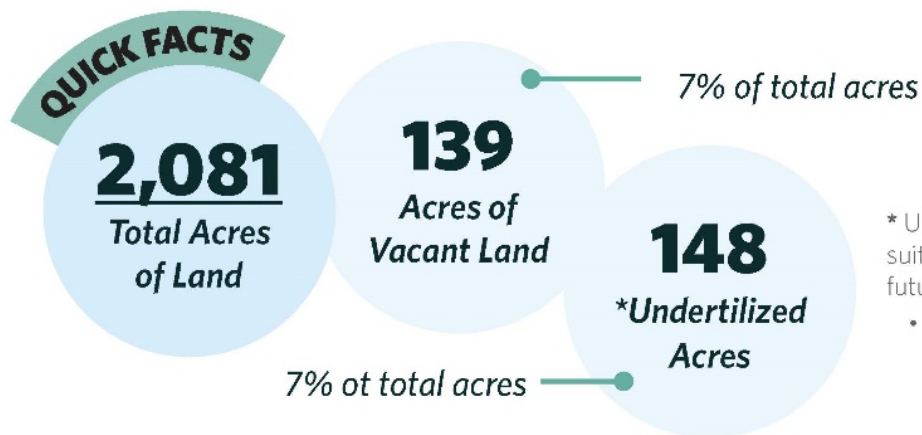 QUICK FACTS
2,081
Total Acres
of Land
139
Acres of
Vacant Land
7% of total acres
148
*Undertilized
Acres
7% ot total acres
* U
suit
futu
•